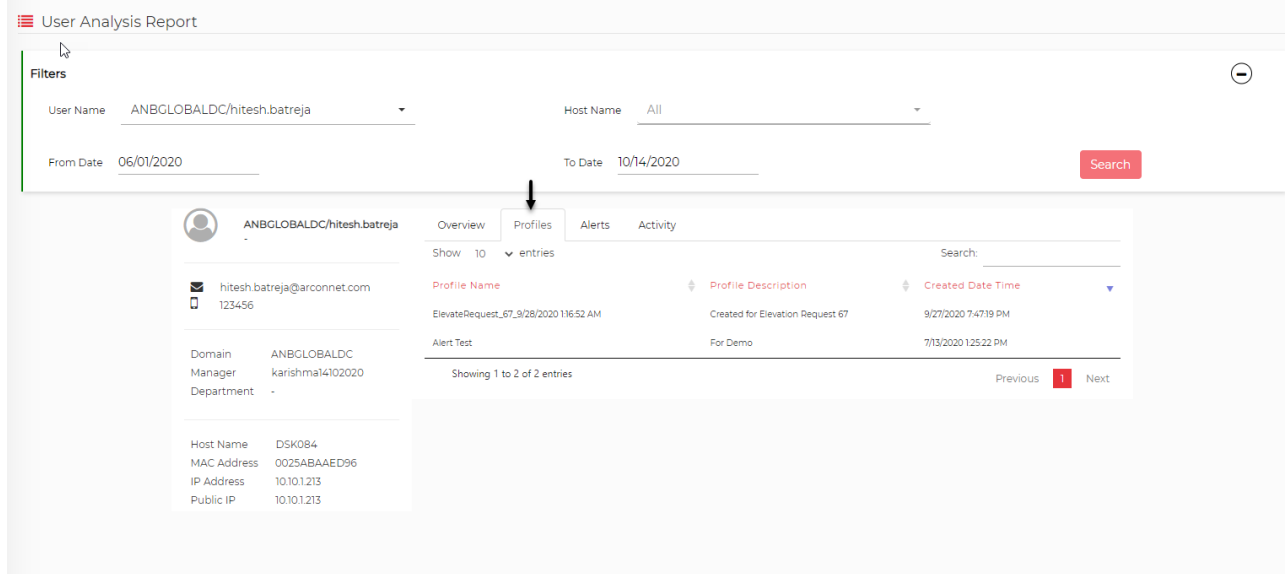 User Analysis Report
Filters
User Name ANBGLOBALDC/hitesh.batreja Host Name All
From Date 06/01/2020 To Date 10/14/2020 Search
ANBGLOBALDC/hitesh.batreja
-
hitesh.batreja@arconnet.com
123456
Domain ANBGLOBALDC
Manager karishma14102020
Department -
Host Name DSK084
MAC Address 0025ABAAED96
IP Address 10.10.1.213
Public IP 10.10.1.213
Overview Profiles Alerts Activity
Show 10 entries Search:
Profile Name Profile Description Created Date Time
ElevateRequest_67_9/28/2020 1:16:52 AM Created for Elevation Request 67 9/27/2020 7:47:19 PM
Alert Test For Demo 7/13/2020 1:25:22 PM
Showing 1 to 2 of 2 entries Previous 1 Next